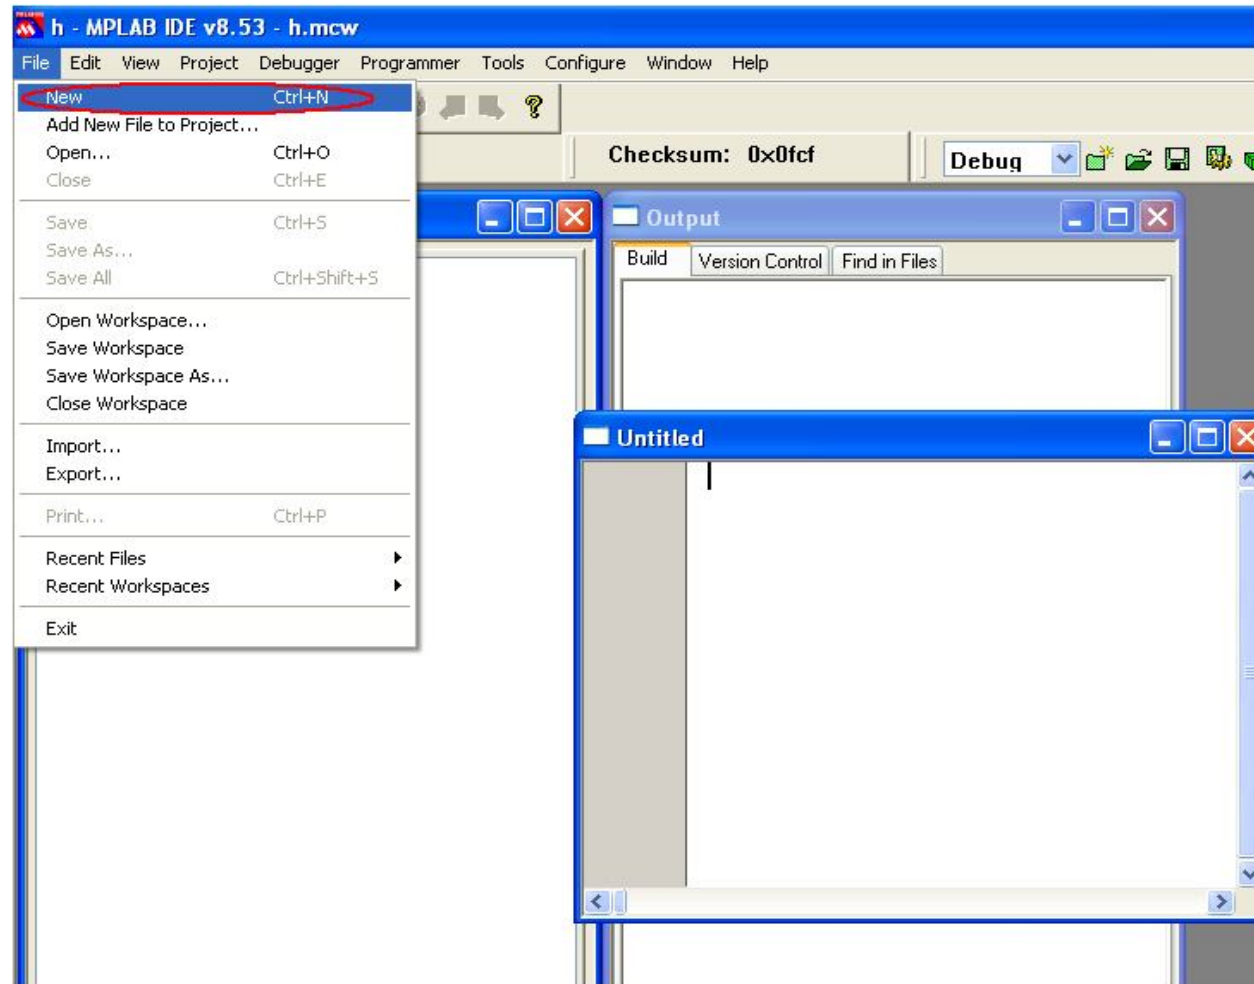 h - MPLAB IDE v8.53 - h.mcw
File Edit View Project Debugger Programmer Tools Configure Window Help
New Ctrl+N
Add New File to Project...
Open... Ctrl+O
Close Ctrl+E
Save Ctrl+S
Save As...
Save All Ctrl+Shift+S
Open Workspace...
Save Workspace
Save Workspace As...
Close Workspace
Import...
Export...
Print... Ctrl+P
Recent Files
Recent Workspaces
Exit
?
Checksum: 0x0fcf
Debug
Output
Build Version Control Find in Files
Untitled